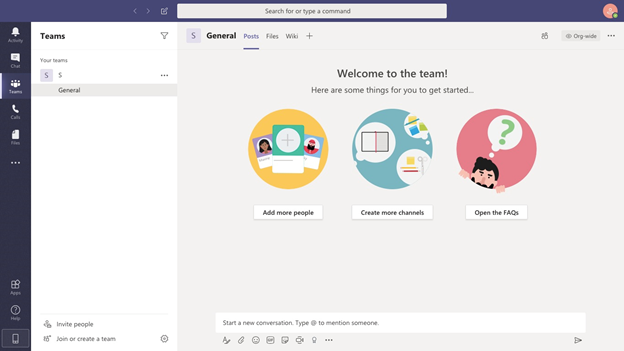 Search for or type a command
Activity
Chat
Teams
Calls
Files
Apps
Help
Teams
Your teams
S
S
General
Invite people
Join or create a team
S
General
Posts
Files
Wiki
Org-wide
Welcome to the team!
Here are some things for you to get started...
Add more people
Create more channels
Open the FAQs
Start a new conversation. Type @ to mention someone.